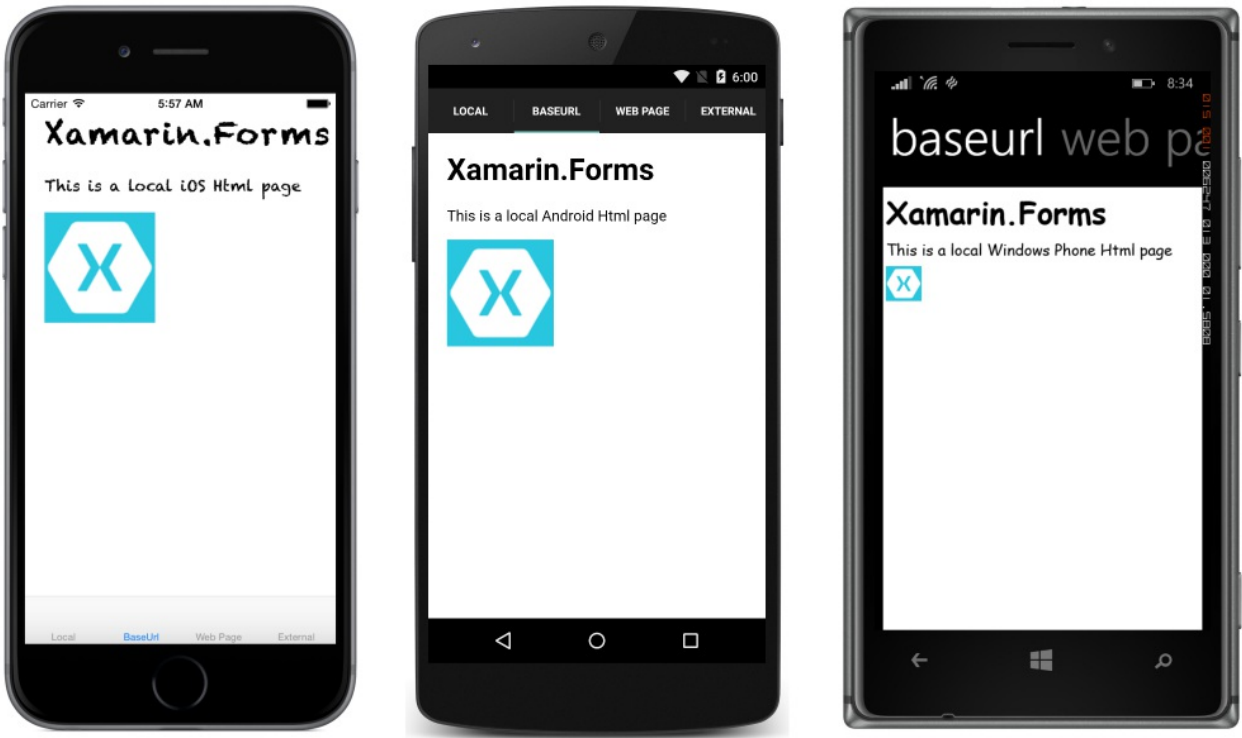 Carrier 5:57 AM
Xamarin.Forms
This is a local iOS Html page
X
Local BaseUrl Web Page External
6:00
LOCAL BASEURL WEB PAGE EXTERNAL
Xamarin.Forms
This is a local Android Html page
X
8:34
baseurl web pa
Xamarin.Forms
This is a local Windows Phone Html page
X